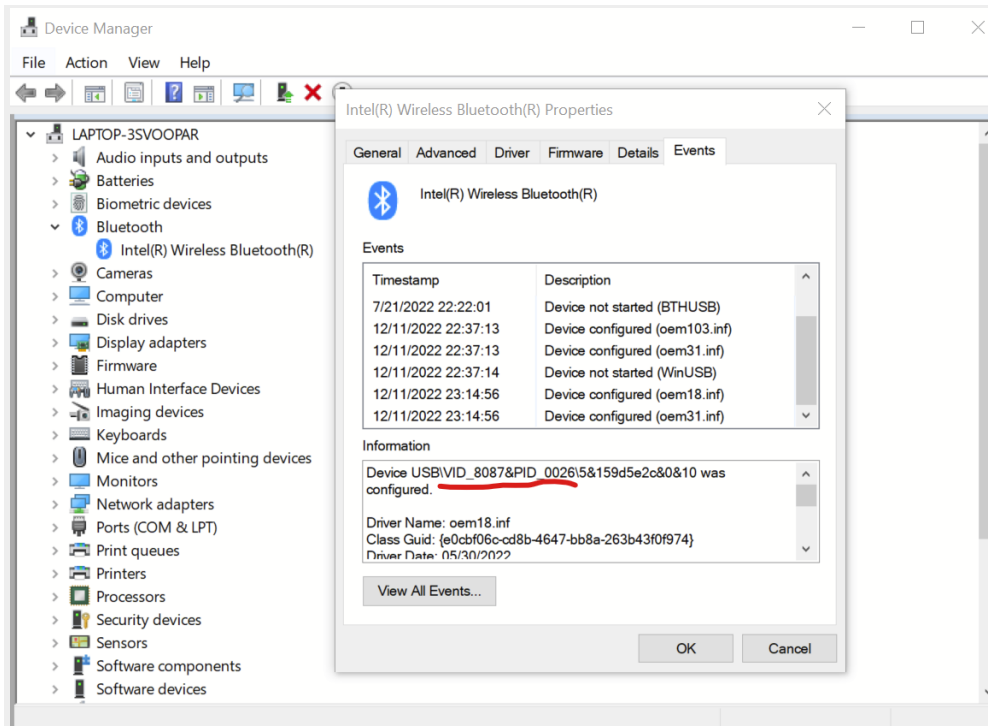 Device Manager
File Action View Help
LAPTOP-3SVOOPAR
Audio inputs and outputs
Batteries
Biometric devices
Bluetooth
Intel(R) Wireless Bluetooth(R)
Cameras
Computer
Disk drives
Display adapters
Firmware
Human Interface Devices
Imaging devices
Keyboards
Mice and other pointing devices
Monitors
Network adapters
Ports (COM & LPT)
Print queues
Printers
Processors
Security devices
Sensors
Software components
Software devices
Intel(R) Wireless Bluetooth(R) Properties
General Advanced Driver Firmware Details Events
Intel(R) Wireless Bluetooth(R)
Events
Timestamp Description
7/21/2022 22:22:01 Device not started (BTHUSB)
12/11/2022 22:37:13 Device configured (oem103.inf)
12/11/2022 22:37:13 Device configured (oem31.inf)
12/11/2022 22:37:14 Device not started (WinUSB)
12/11/2022 23:14:56 Device configured (oem18.inf)
12/11/2022 23:14:56 Device configured (oem31.inf)
Information
Device USB\VID_8087&PID_0026\5&159d5e2c&0&10 was
configured.
Driver Name: oem18.inf
Class Guid: {e0cbf06c-cd8b-4647-bb8a-263b43f0f974}
Driver Date: 05/30/2022
View All Events...
OK Cancel